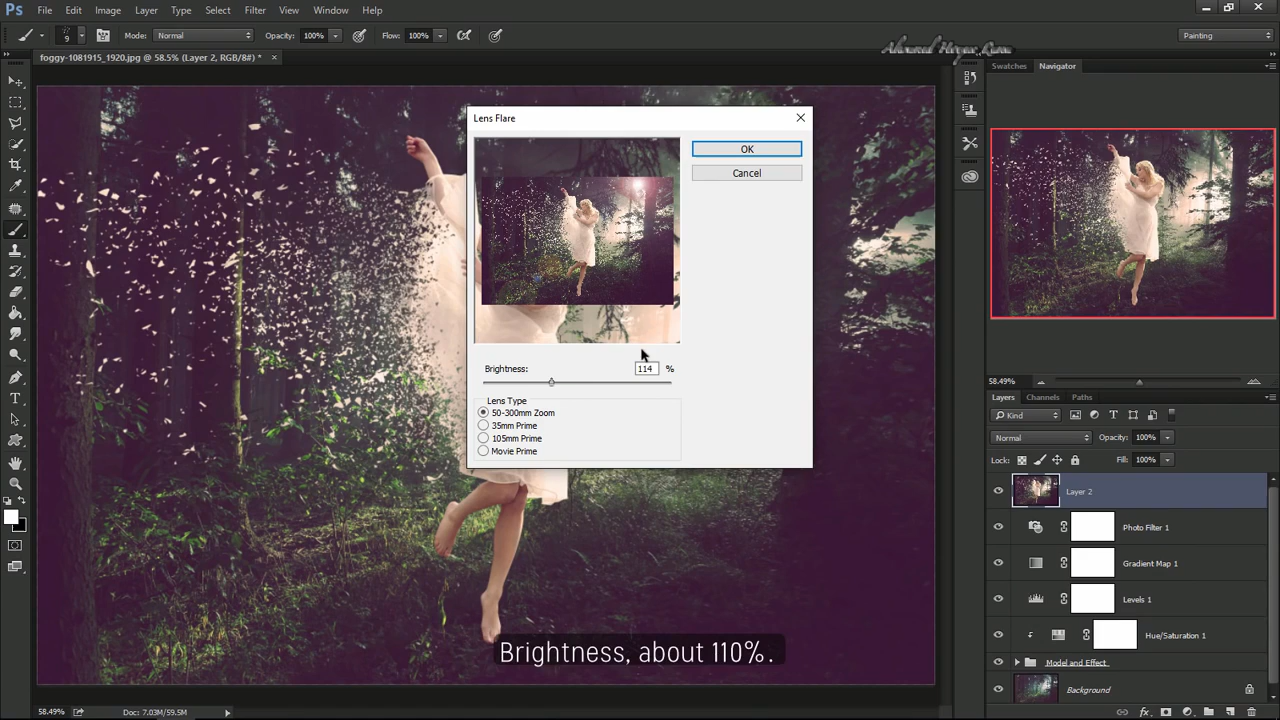 Ps File Edit Image Layer Type Select Filter View Window Help
9 Mode: Normal Opacity: 100% Flow: 100% Painting
foggy-1081915_1920.jpg @ 58.5% (Layer 2, RGB/8#) * ×
Swatches Navigator
Lens Flare
OK
Cancel
Brightness: 114 %
Lens Type
50-300mm Zoom
35mm Prime
105mm Prime
Movie Prime
58.49%
Layers Channels Paths
Kind
Normal Opacity: 100%
Lock: Fill: 100%
Layer 2
Photo Filter 1
Gradient Map 1
Levels 1
Hue/Saturation 1
Model and Effect
Background
Brightness, about 110%.
58.49% Doc: 7.03M/59.5M